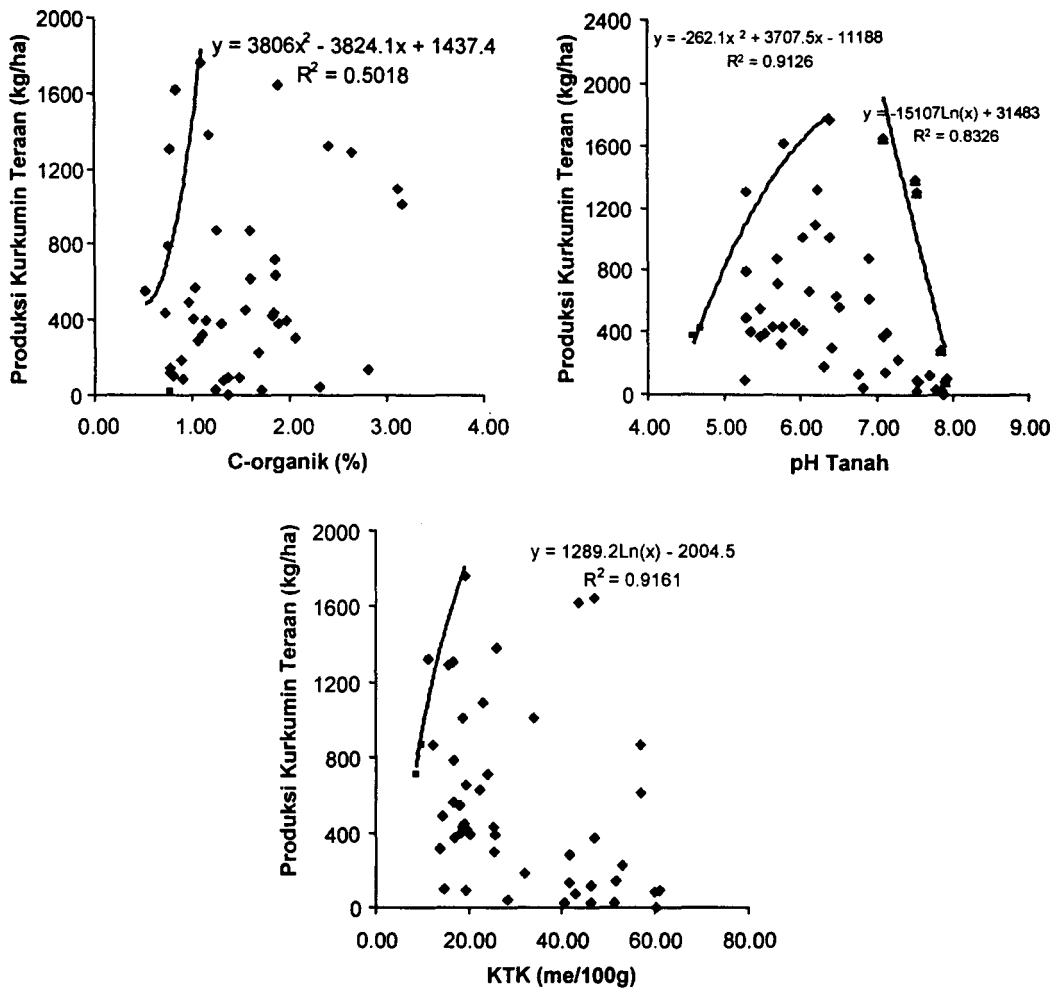 2000
1600
1200
800
400
0
Produksi Kurkumin Teraan (kg/ha)
y = 3806x² - 3824.1x + 1437.4
R² = 0.5018
0.00 1.00 2.00 3.00 4.00
C-organik (%)
2400
2000
1600
1200
800
400
0
Produksi Kurkumin Teraan (kg/ha)
y = -262.1x² + 3707.5x - 11188
R² = 0.9126
y = -15107Ln(x) + 31483
R² = 0.8326
4.00 5.00 6.00 7.00 8.00 9.00
pH Tanah
2000
1600
1200
800
400
0
Produksi Kurkumin Teraan (kg/ha)
y = 1289.2Ln(x) - 2004.5
R² = 0.9161
0.00 20.00 40.00 60.00 80.00
KTK (me/100g)